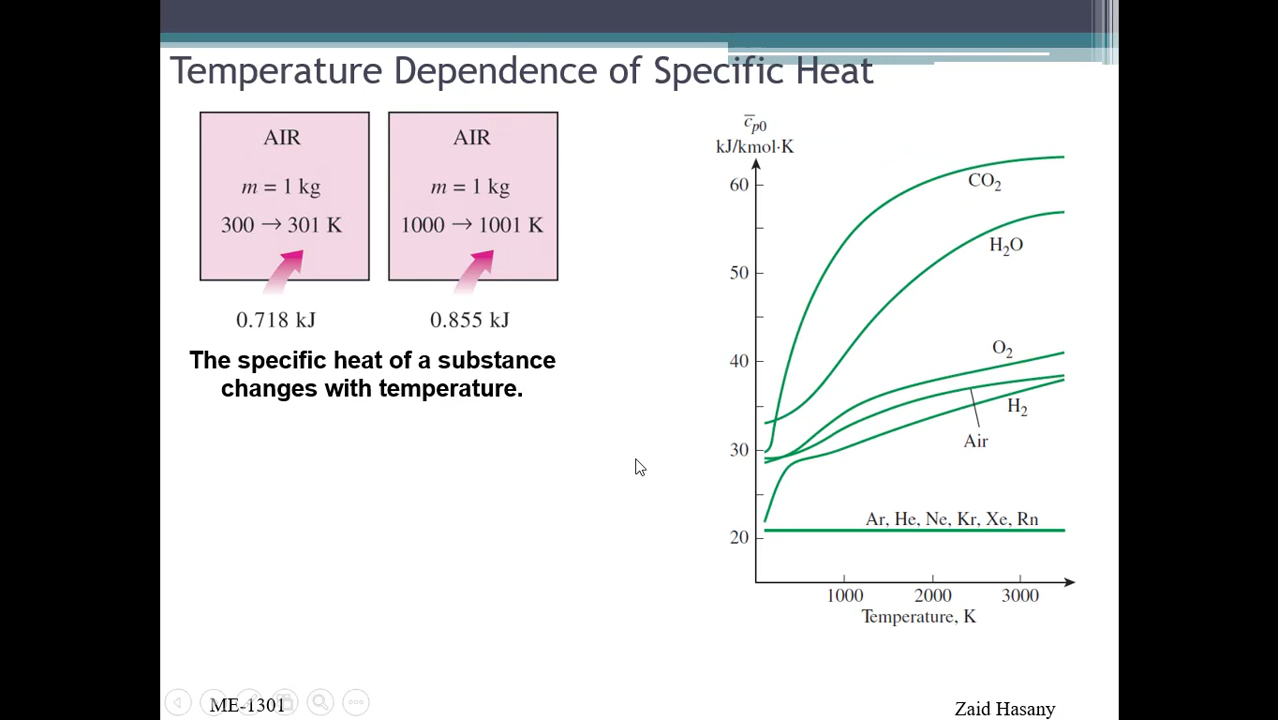 Temperature Dependence of Specific Heat
AIR
m = 1 kg
300 → 301 K
0.718 kJ
AIR
m = 1 kg
1000 → 1001 K
0.855 kJ
The specific heat of a substance
changes with temperature.
c̅p0
kJ/kmol·K
60
50
40
30
20
CO₂
H₂O
O₂
H₂
Air
Ar, He, Ne, Kr, Xe, Rn
1000 2000 3000
Temperature, K
ME-1301
Zaid Hasany